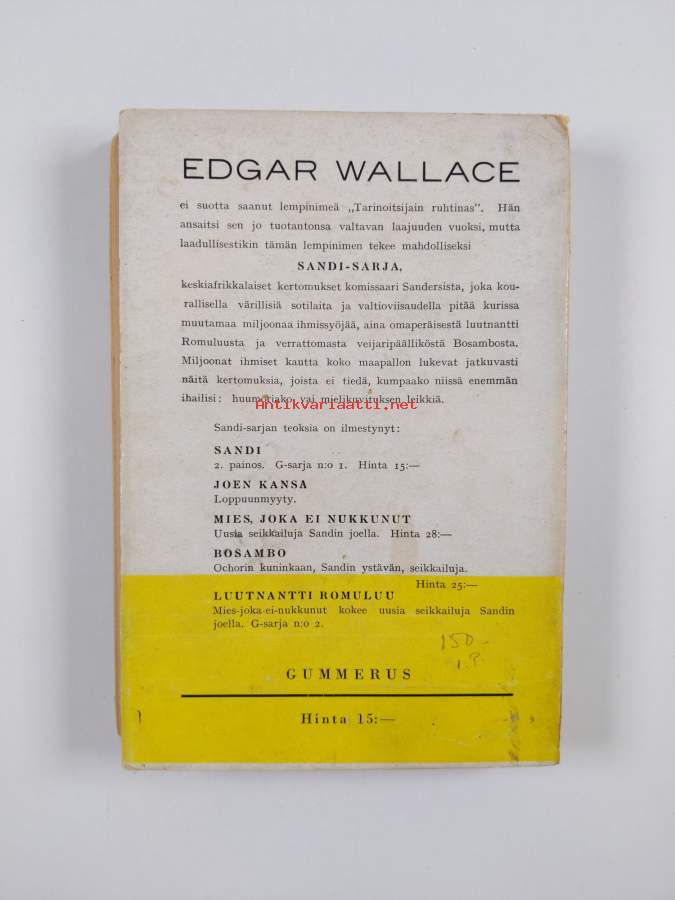 EDGAR WALLACE
ei suotta saanut lempinimeä „Tarinoitsijain ruhtinas”. Hän
ansaitsi sen jo tuotantonsa valtavan laajuuden vuoksi, mutta
laadullisestikin tämän lempinimen tekee mahdolliseksi
SANDI-SARJA,
keskiafrikkalaiset kertomukset komissaari Sandersista, joka kou-
rallisella värillisiä sotilaita ja valtioviisaudella pitää kurissa
muutamaa miljoonaa ihmissyöjää, aina omaperäisestä luutnantti
Romuluusta ja verrattomasta veijaripäälliköstä Bosambosta.
Miljoonat ihmiset kautta koko maapallon lukevat jatkuvasti
näitä kertomuksia, joista ei tiedä, kumpaako niissä enemmän
ihailisi: huumoriako vai mielikuvituksen leikkiä.
Antikvariaatti.net
Sandi-sarjan teoksia on ilmestynyt:
SANDI
2. painos. G-sarja n:o 1. Hinta 15:—
JOEN KANSA
Loppuunmyyty.
MIES, JOKA EI NUKKUNUT
Uusia seikkailuja Sandin joella. Hinta 28:—
BOSAMBO
Ochorin kuninkaan, Sandin ystävän, seikkailuja.
Hinta 25:—
LUUTNANTTI ROMULUU
Mies-joka-ei-nukkunut kokee uusia seikkailuja Sandin
joella. G-sarja n:o 2.
150-
1.P.
GUMMERUS
Hinta 15:—